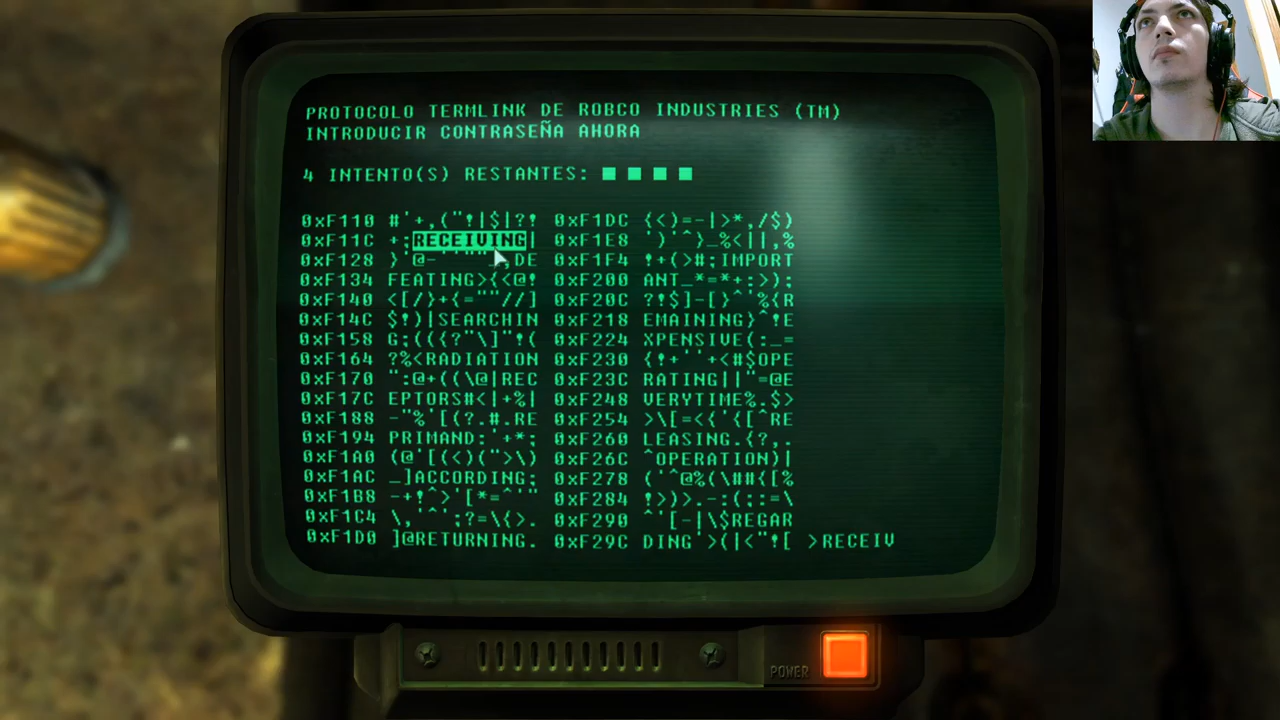 PROTOCOLO TERMLINK DE ROBCO INDUSTRIES (TM)
INTRODUCIR CONTRASEÑA AHORA
4 INTENTO(S) RESTANTES: ■ ■ ■ ■
0xF110 #'+,("!|$|?! 0xF1DC {<)=-|>*,/$)
0xF11C +;RECEIVING| 0xF1E8 ')`^}_%<||,%
0xF128 }'@- ,DE 0xF1F4 !+(>#;IMPORT
0xF134 FEATING>{<@! 0xF200 ANT_*=*+:>);
0xF140 <[/}+{=""//] 0xF20C ?!$]-[}^'%{R
0xF14C $!)|SEARCHIN 0xF218 EMAINING}^!E
0xF158 G;(({?"\]"!( 0xF224 XPENSIVE(:_=
0xF164 ?%<RADIATION 0xF230 {!+''+<#$OPE
0xF170 ":@+((\@|REC 0xF23C RATING||"=@E
0xF17C EPTORS#<|+%| 0xF248 VERYTIME%.$>
0xF188 -"%'[(?.#.RE 0xF254 >\[=<{'{[^RE
0xF194 PRIMAND:'+*; 0xF260 LEASING.{?,.
0xF1A0 (@'[(<)(">\) 0xF26C ^OPERATION)|
0xF1AC _]ACCORDING; 0xF278 ('^@%(\##{[%
0xF1B8 -+!^>'[*=^'" 0xF284 !>)>.-:(;:=\
0xF1C4 \,'^';?=\{>. 0xF290 ^'[-|\$REGAR
0xF1D0 ]@RETURNING. 0xF29C DING'>(|<"![ >RECEIV
POWER